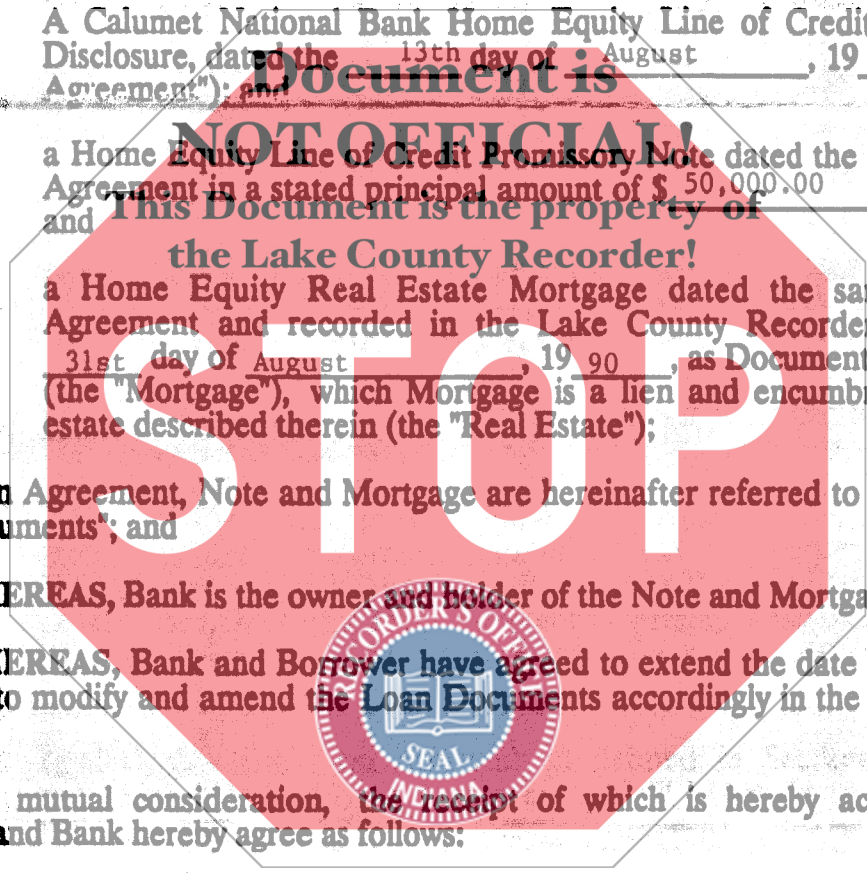 A Calumet National Bank Home Equity Line of Credit
Disclosure, dated the 13th day of August , 19
Agreement"); and
Document is
NOT OFFICIAL!
a Home Equity Line of Credit Promissory Note dated the
Agreement in a stated principal amount of $ 50,000.00
and
This Document is the property of
the Lake County Recorder!
a Home Equity Real Estate Mortgage dated the
Agreement and recorded in the Lake County
31st day of August , 19 90 , as Document
(the "Mortgage"), which Mortgage is a lien and
estate described therein (the "Real Estate");
STOP
Agreement, Note and Mortgage are hereinafter referred to
uments"; and
EREAS, Bank is the owner and holder of the Note and
EREAS, Bank and Borrower have agreed to extend the date
to modify and amend the Loan Documents accordingly in the
RECORDER'S OFFICE
SEAL
INDIANA
mutual consideration, the receipt of which is hereby
and Bank hereby agree as follows: